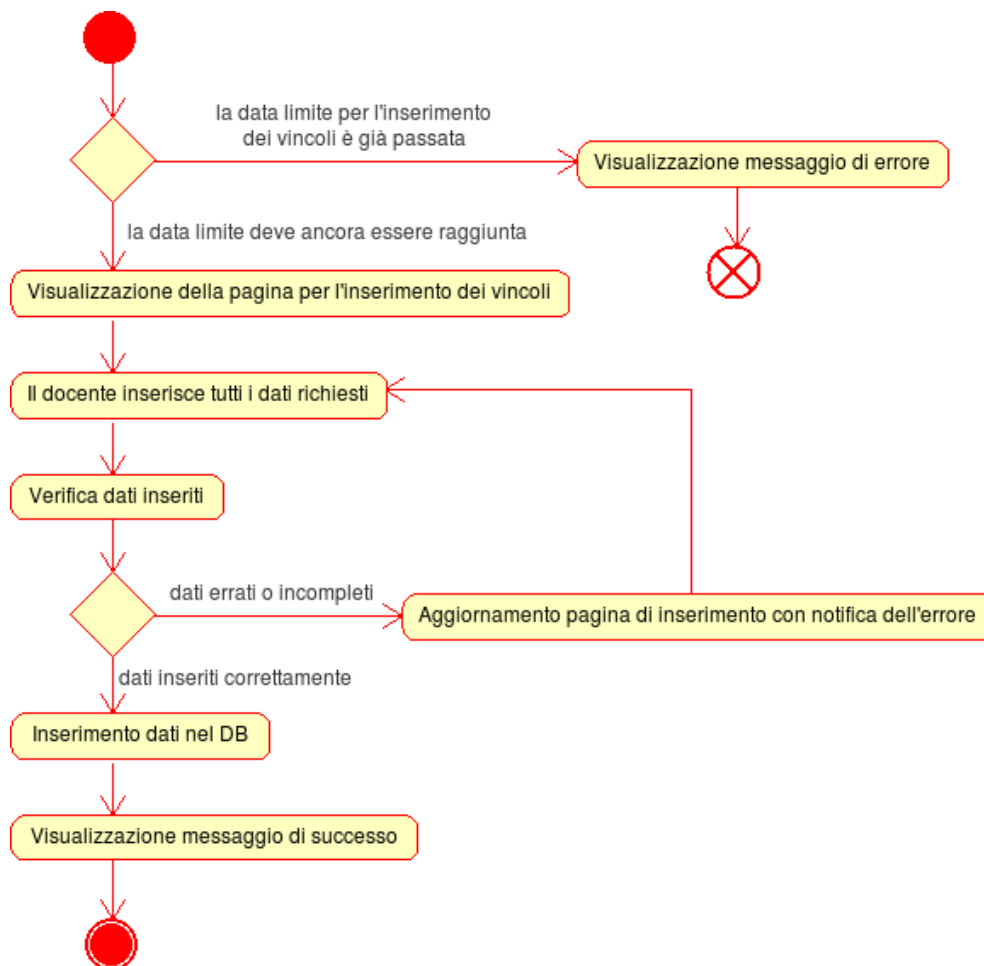 la data limite per l'inserimento
dei vincoli è già passata
Visualizzazione messaggio di errore
la data limite deve ancora essere raggiunta
Visualizzazione della pagina per l'inserimento dei vincoli
Il docente inserisce tutti i dati richiesti
Verifica dati inseriti
dati errati o incompleti
Aggiornamento pagina di inserimento con notifica dell'errore
dati inseriti correttamente
Inserimento dati nel DB
Visualizzazione messaggio di successo